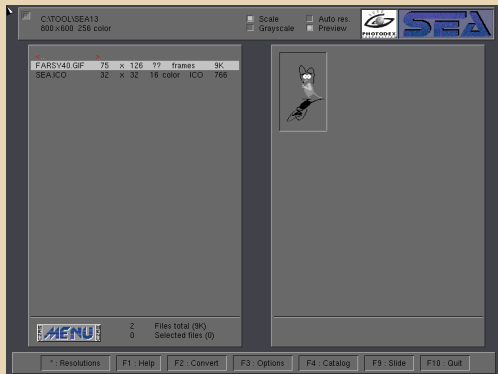 C:\TOOL\SEA13
800×600 256 color
Scale
Grayscale
Auto res.
Preview
PHOTODEX
SEA
FARSY40.GIF 75 x 126 ?? frames 9K
SEA.ICO 32 x 32 16 color ICO 766
MENU
2 Files total (9K)
0 Selected files (0)
* : Resolutions
F1 : Help
F2 : Convert
F3 : Options
F4 : Catalog
F9 : Slide
F10 : Quit